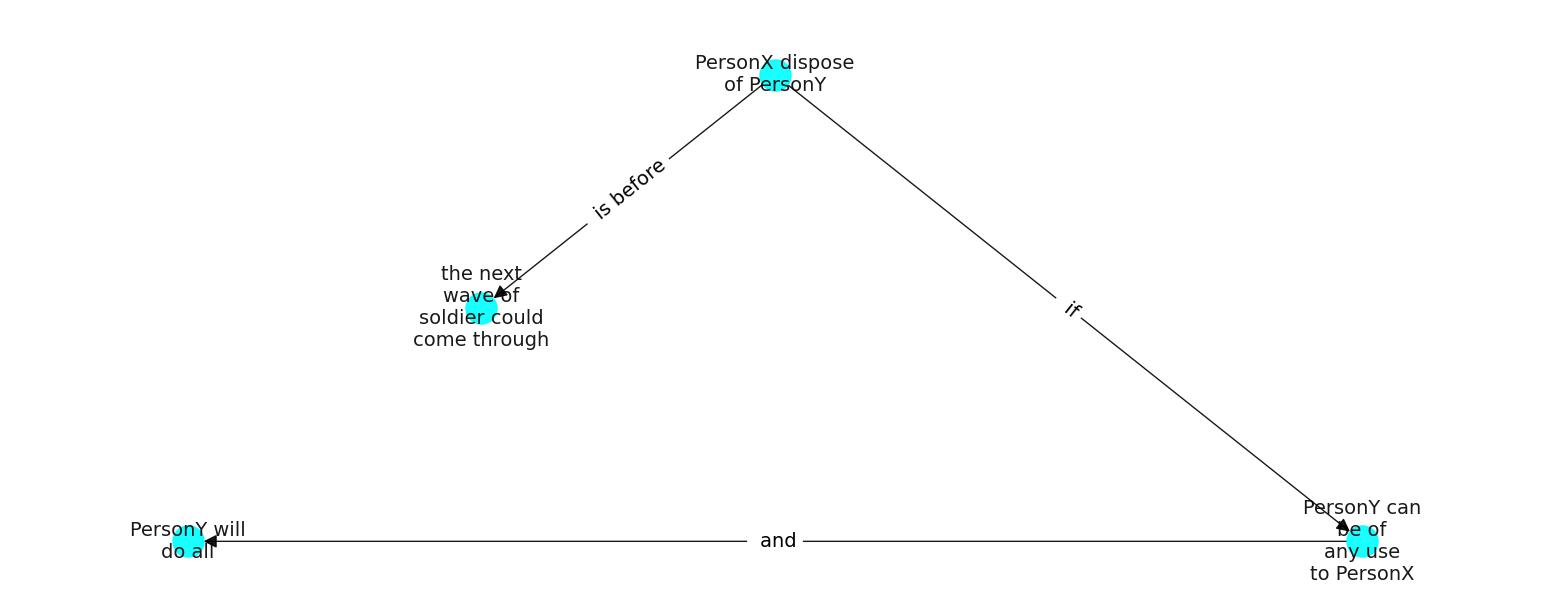 PersonX dispose
of PersonY
is before
the next
wave of
soldier could
come through
if
PersonY can
be of
any use
to PersonX
PersonY will
do all
and